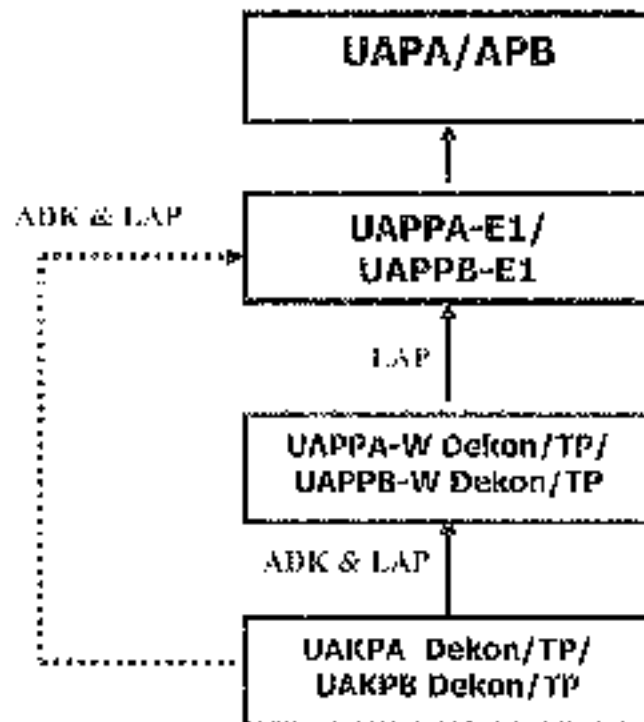 UAPA/APB
ADK & LAP
UAPPA-E1/
UAPPB-E1
LAP
UAPPA-W Dekon/TP/
UAPPB-W Dekon/TP
ADK & LAP
UAKPA Dekon/TP/
UAKPB Dekon/TP